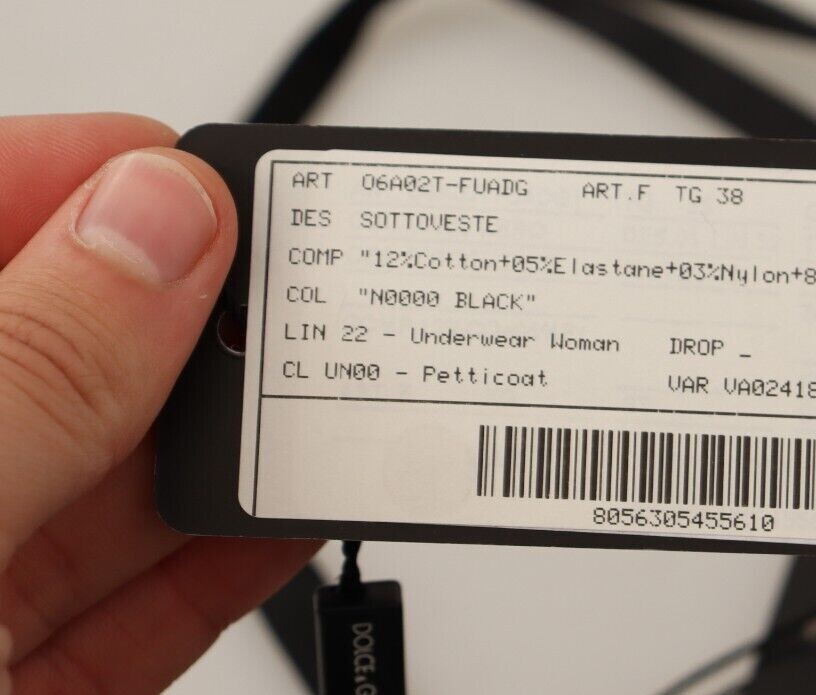 ART 06A02T-FUADG ART.F TG 38
DES SOTTOVESTE
COMP "12%Cotton+05%Elastane+03%Nylon+8
COL "N0000 BLACK"
LIN 22 - Underwear Woman DROP -
CL UN00 - Petticoat VAR VA02418
8056305455610
DOLCE&G